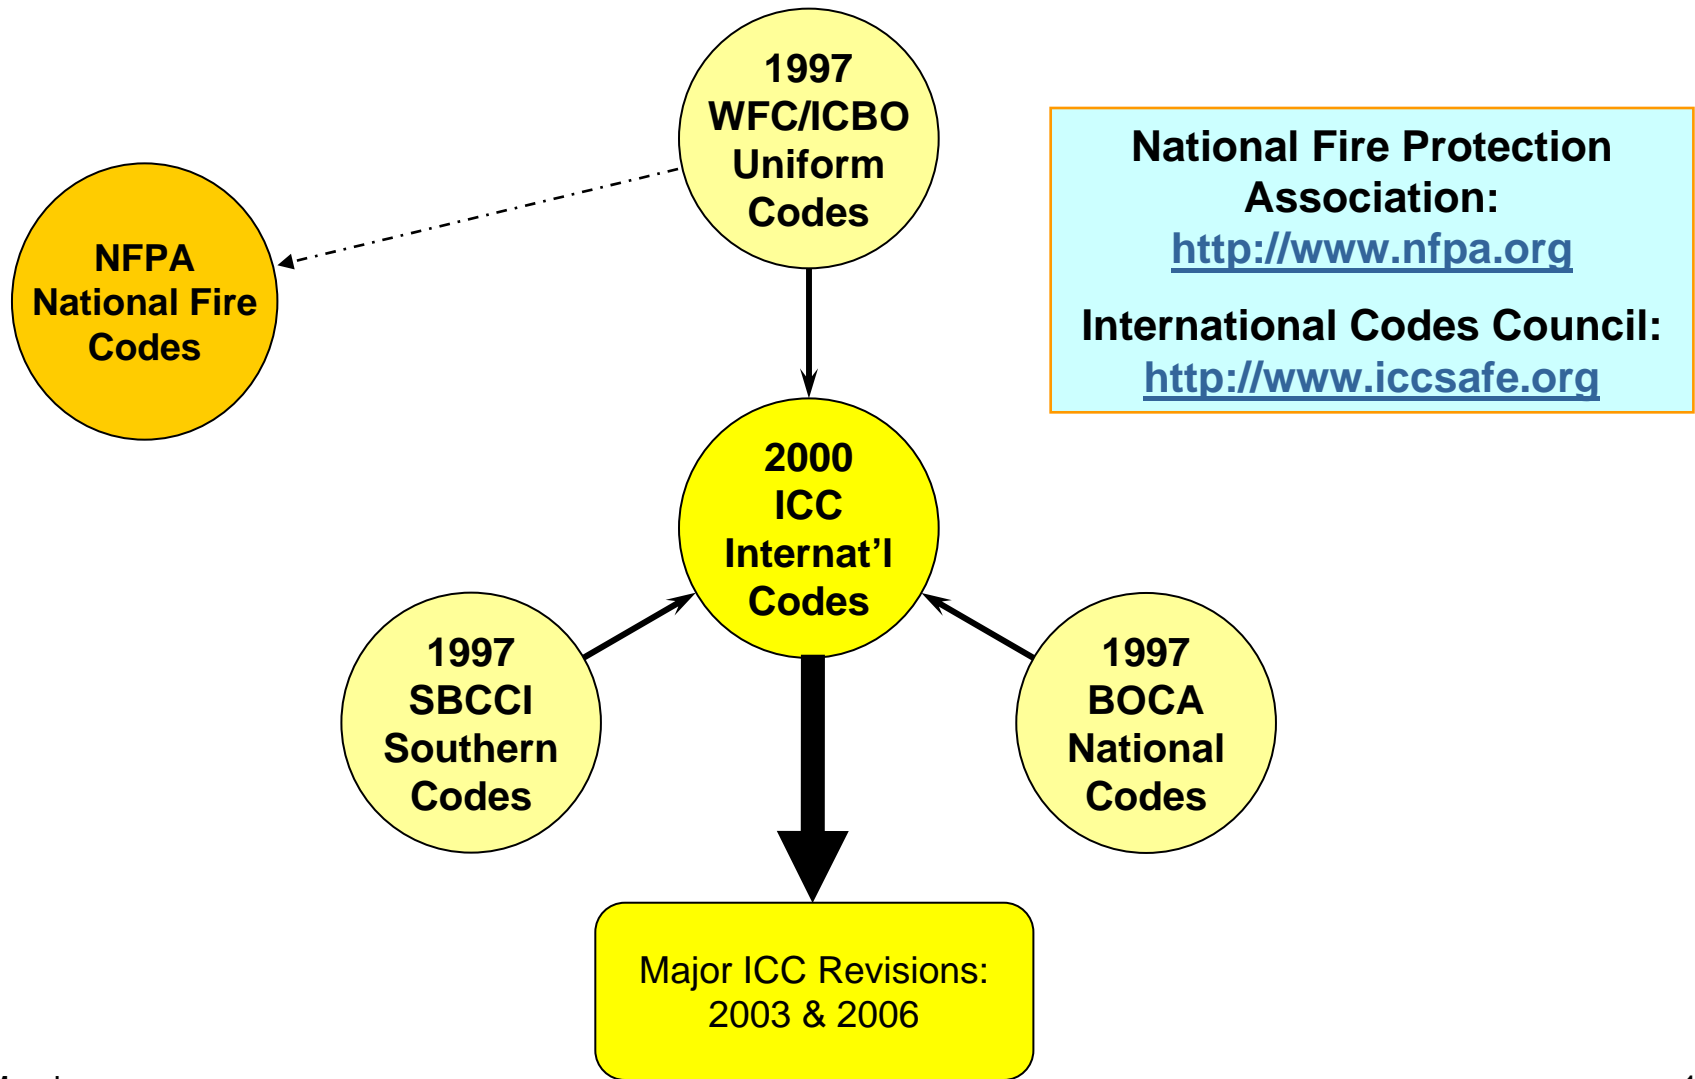 1997
WFC/ICBO
Uniform
Codes
National Fire Protection
Association:
http://www.nfpa.org
International Codes Council:
http://www.iccsafe.org
NFPA
National Fire
Codes
2000
ICC
Internat’l
Codes
1997
SBCCI
Southern
Codes
1997
BOCA
National
Codes
Major ICC Revisions:
2003 & 2006